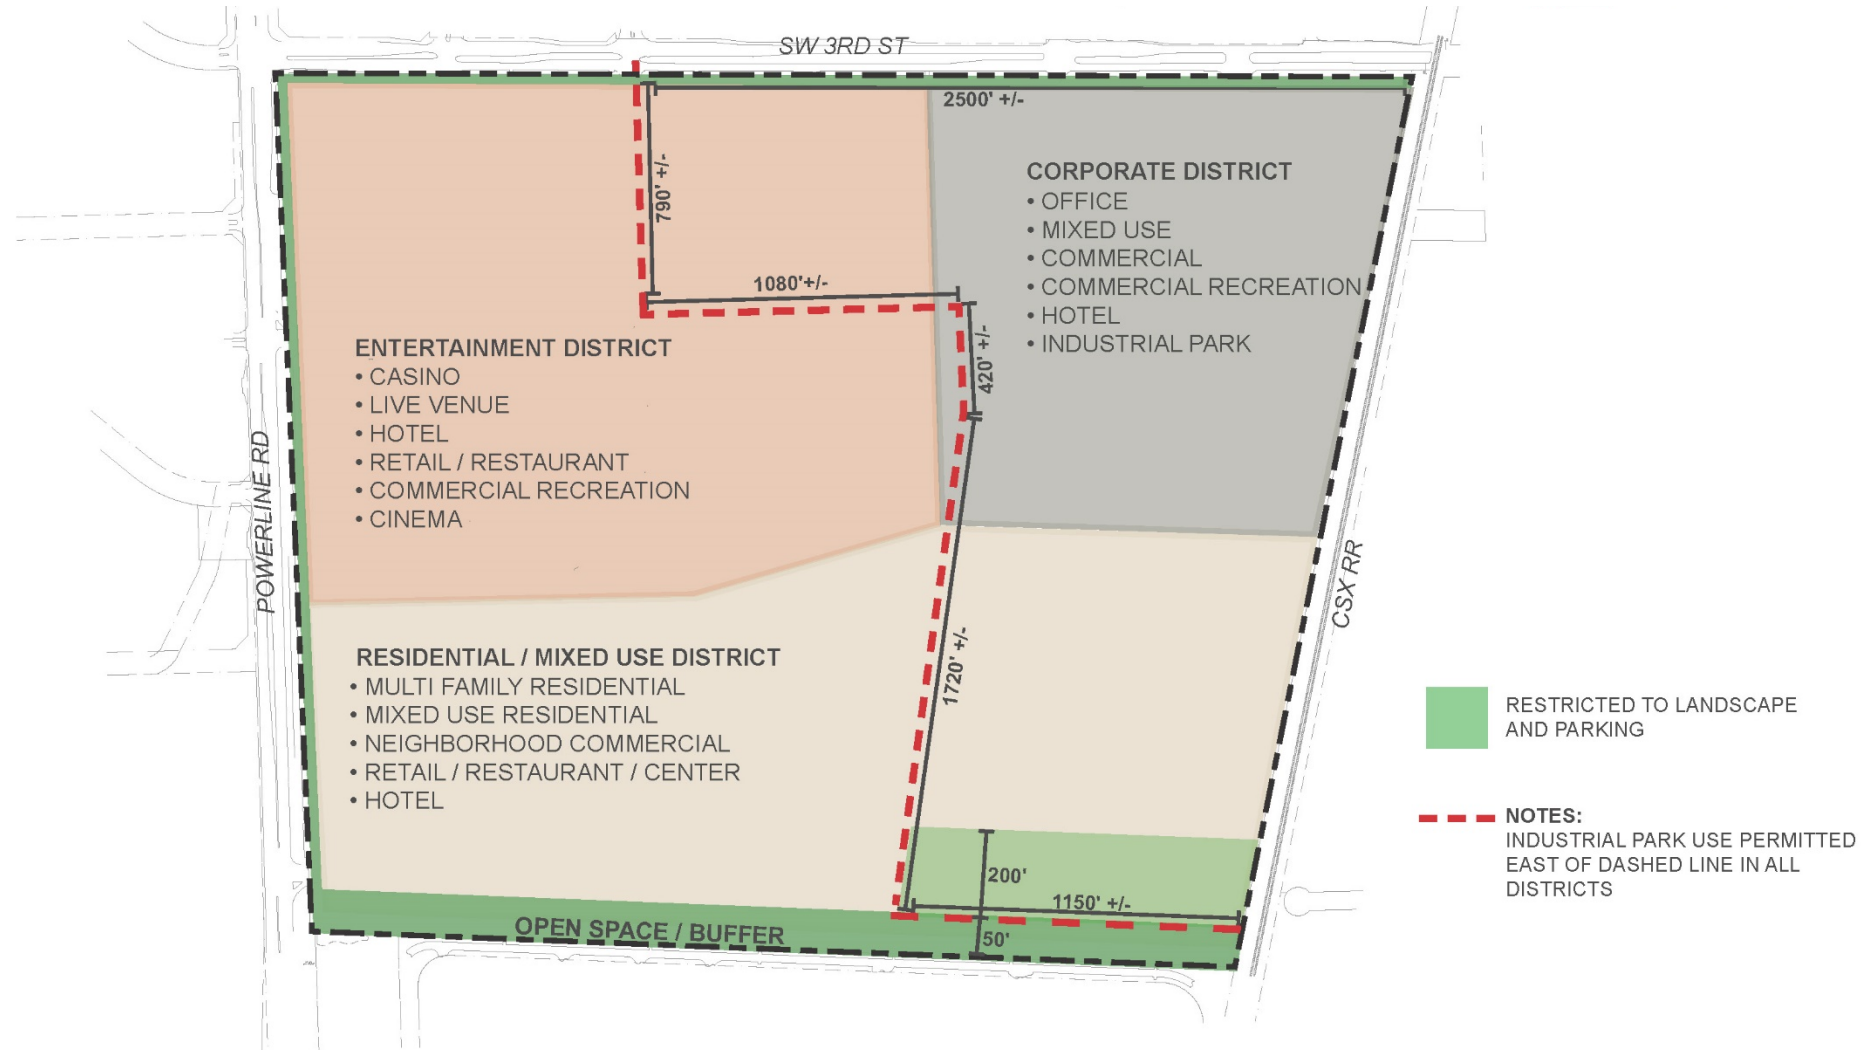 SW 3RD ST
2500' +/-
790' +/-
1080'+/-
420' +/-
CORPORATE DISTRICT
• OFFICE
• MIXED USE
• COMMERCIAL
• COMMERCIAL RECREATION
• HOTEL
• INDUSTRIAL PARK
ENTERTAINMENT DISTRICT
• CASINO
• LIVE VENUE
• HOTEL
• RETAIL / RESTAURANT
• COMMERCIAL RECREATION
• CINEMA
POWERLINE RD
CSX RR
1720' +/-
RESIDENTIAL / MIXED USE DISTRICT
• MULTI FAMILY RESIDENTIAL
• MIXED USE RESIDENTIAL
• NEIGHBORHOOD COMMERCIAL
• RETAIL / RESTAURANT / CENTER
• HOTEL
200'
1150' +/-
50'
OPEN SPACE / BUFFER
RESTRICTED TO LANDSCAPE
AND PARKING
NOTES:
INDUSTRIAL PARK USE PERMITTED
EAST OF DASHED LINE IN ALL
DISTRICTS